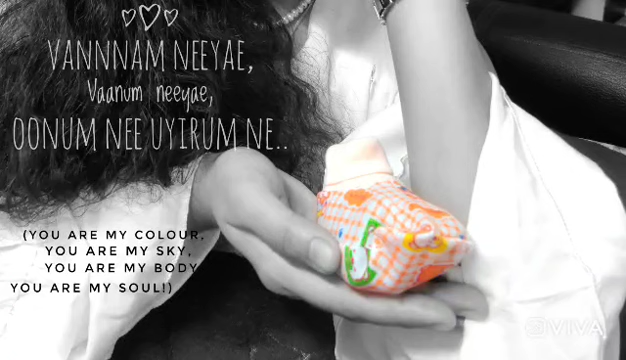 VANNNAM NEEYAE,
Vaanum neeyae,
OONUM NEE UYIRUM NE..
(YOU ARE MY COLOUR,
YOU ARE MY SKY,
YOU ARE MY BODY
YOU ARE MY SOUL!)
VIVA